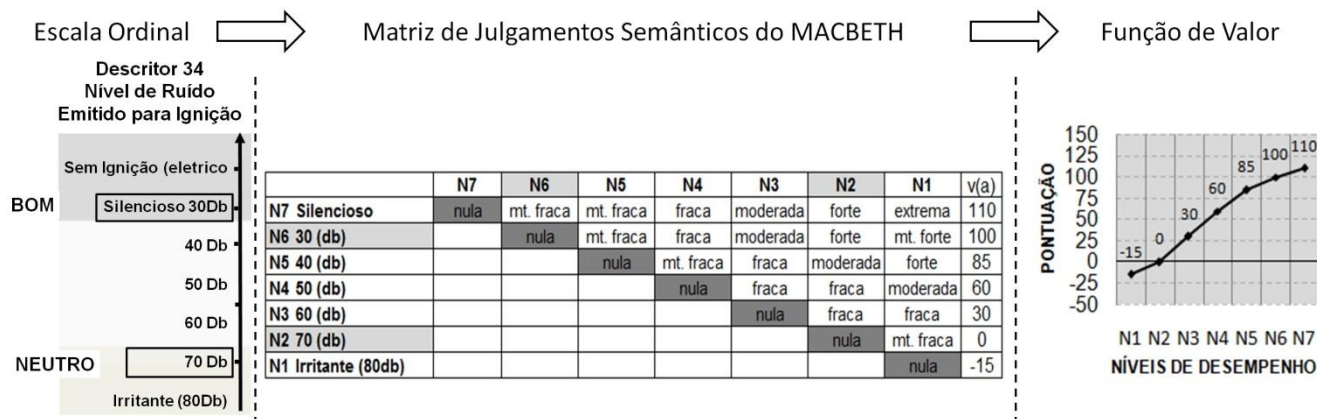 Escala Ordinal
Matriz de Julgamentos Semânticos do MACBETH
Função de Valor
Descritor 34
Nível de Ruído
Emitido para Ignição
Sem Ignição (eletrico
BOM
Silencioso 30Db
40 Db
50 Db
60 Db
NEUTRO
70 Db
Irritante (80Db)
N7 N6 N5 N4 N3 N2 N1 v(a)
N7 Silencioso nula mt. fraca mt. fraca fraca moderada forte extrema 110
N6 30 (db) nula mt. fraca fraca moderada forte mt. forte 100
N5 40 (db) nula mt. fraca fraca moderada forte 85
N4 50 (db) nula fraca fraca moderada 60
N3 60 (db) nula fraca fraca 30
N2 70 (db) nula mt. fraca 0
N1 Irritante (80db) nula -15
PONTUAÇÃO
150
125
100
75
50
25
0
-25
-50
-15
0
30
60
85
100
110
N1 N2 N3 N4 N5 N6 N7
NÍVEIS DE DESEMPENHO